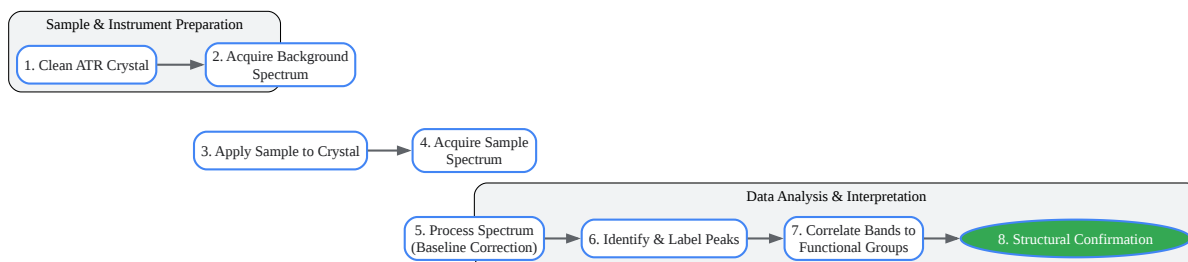 Sample & Instrument Preparation
1. Clean ATR Crystal
2. Acquire Background
Spectrum
3. Apply Sample to Crystal
4. Acquire Sample
Spectrum
Data Analysis & Interpretation
5. Process Spectrum
(Baseline Correction)
6. Identify & Label Peaks
7. Correlate Bands to
Functional Groups
8. Structural Confirmation